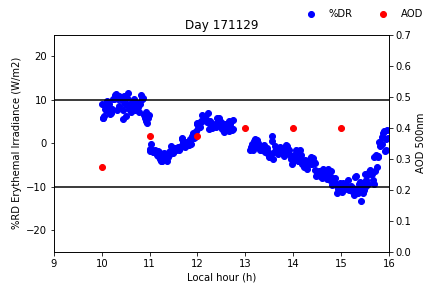 %DR AOD
Day 171129
%RD Erythemal Irradiance (W/m2)
20
10
0
−10
−20
0.7
0.6
0.5
0.4
0.3
0.2
0.1
0.0
AOD 500nm
9 10 11 12 13 14 15 16
Local hour (h)